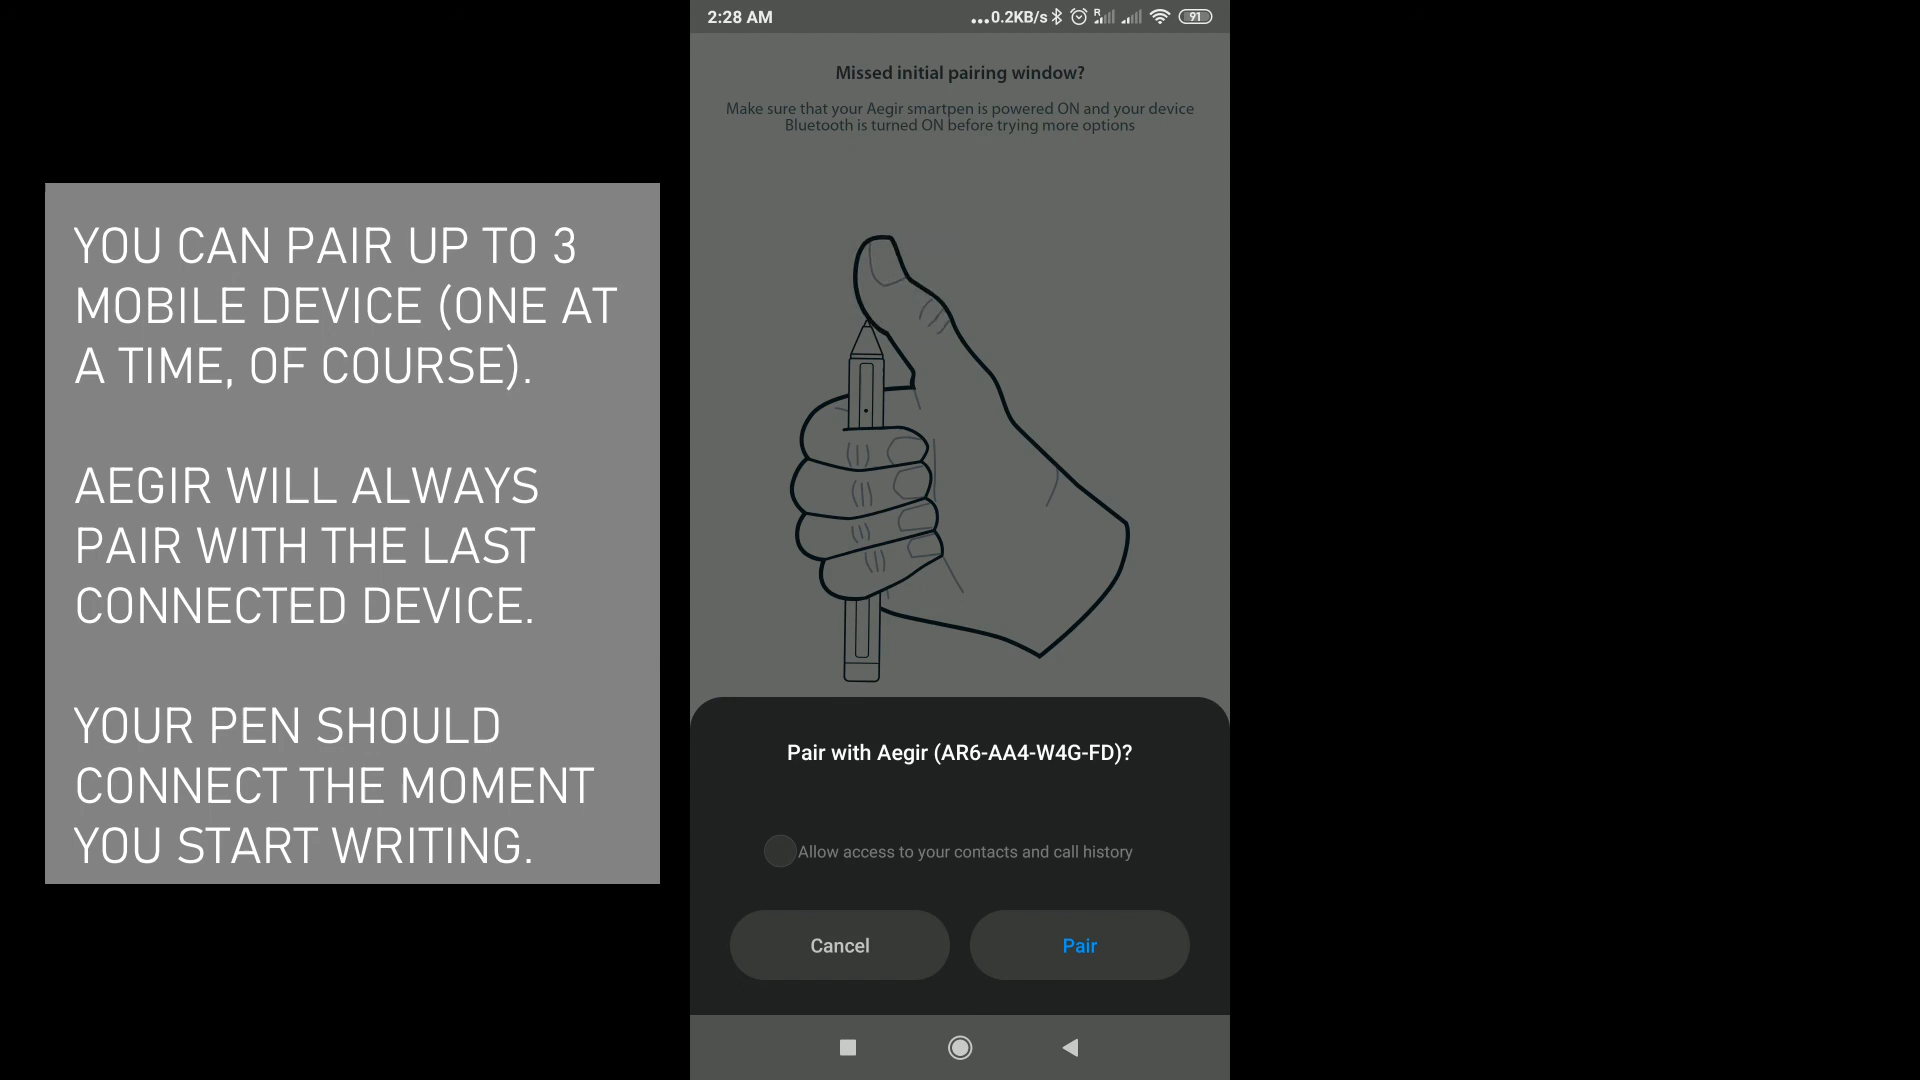 YOU CAN PAIR UP TO 3
MOBILE DEVICE (ONE AT
A TIME, OF COURSE).
AEGIR WILL ALWAYS
PAIR WITH THE LAST
CONNECTED DEVICE.
YOUR PEN SHOULD
CONNECT THE MOMENT
YOU START WRITING.
2:28 AM
...0.2KB/s
R
91
Missed initial pairing window?
Make sure that your Aegir smartpen is powered ON and your device
Bluetooth is turned ON before trying more options
Pair with Aegir (AR6-AA4-W4G-FD)?
Allow access to your contacts and call history
Cancel
Pair